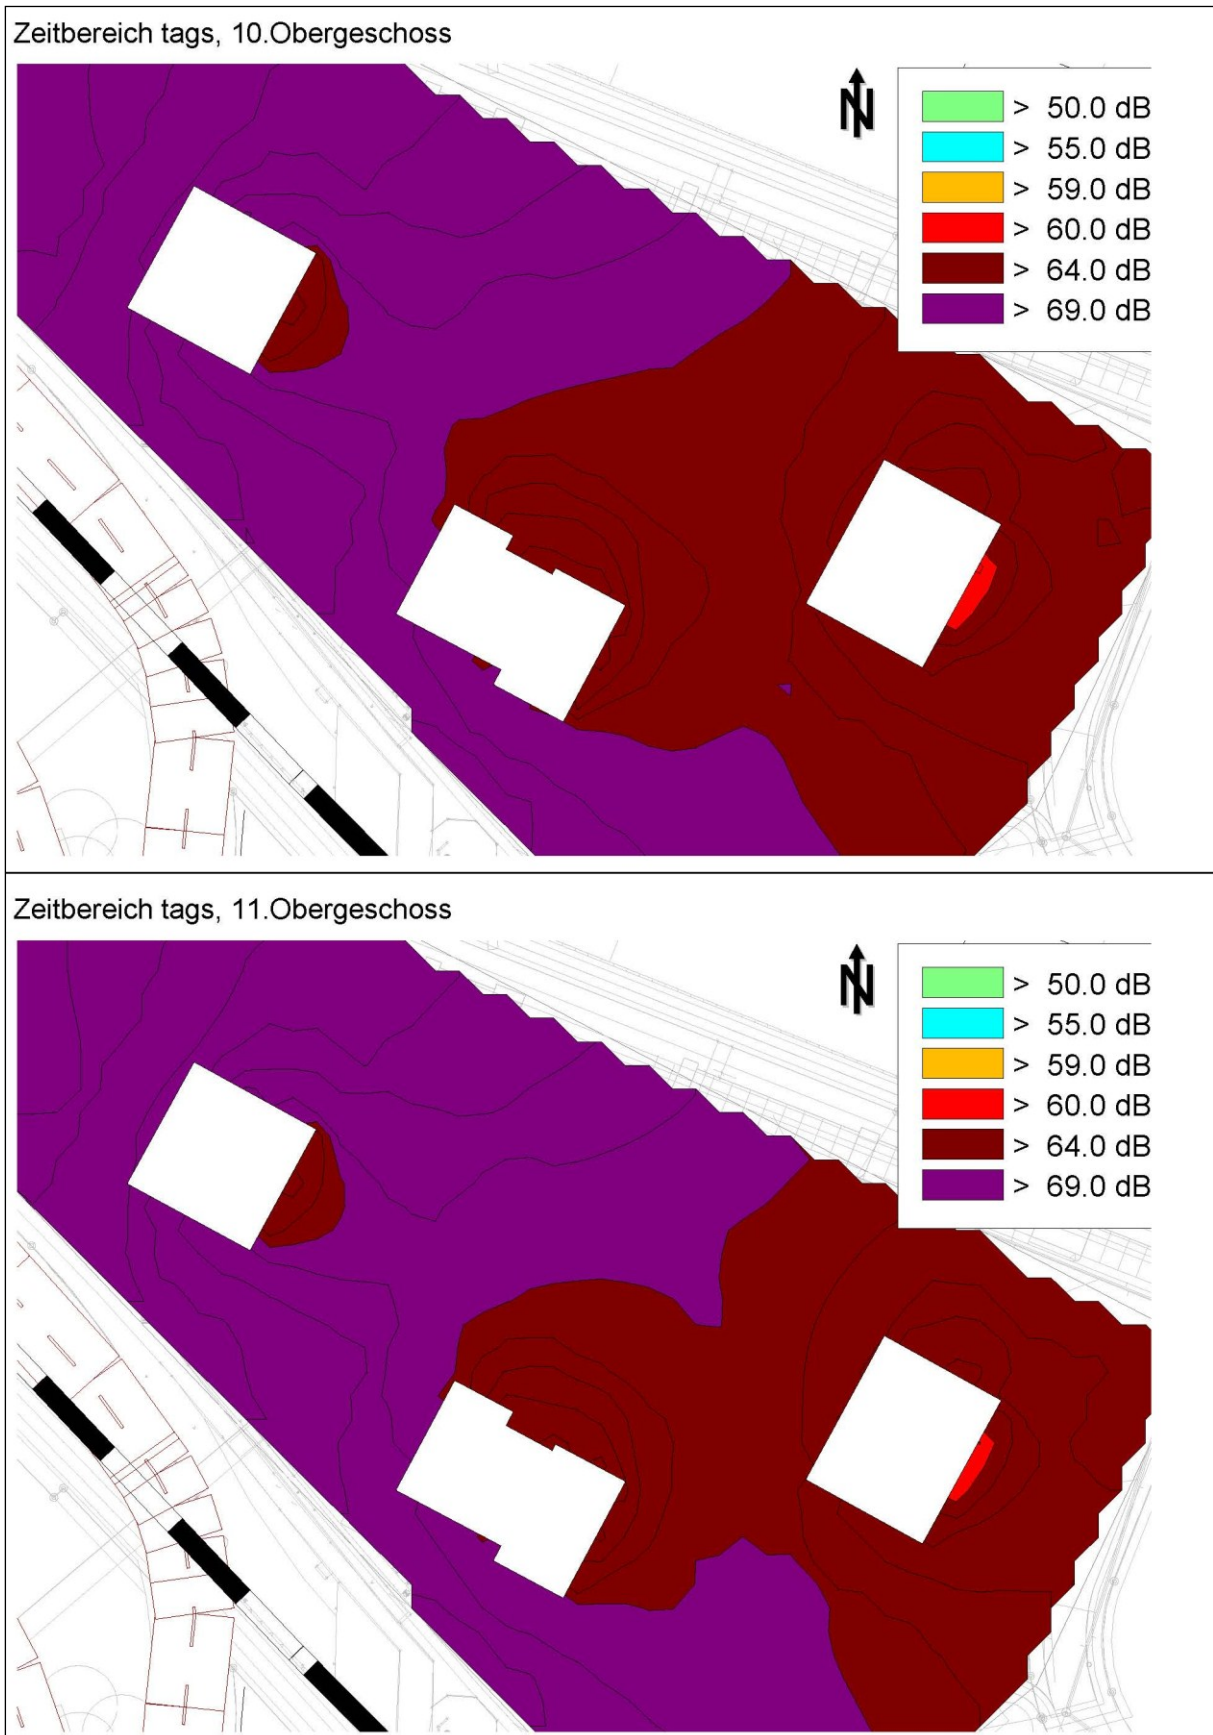 Zeitbereich tags, 10.Obergeschoss
N
> 50.0 dB
> 55.0 dB
> 59.0 dB
> 60.0 dB
> 64.0 dB
> 69.0 dB
Zeitbereich tags, 11.Obergeschoss
N
> 50.0 dB
> 55.0 dB
> 59.0 dB
> 60.0 dB
> 64.0 dB
> 69.0 dB